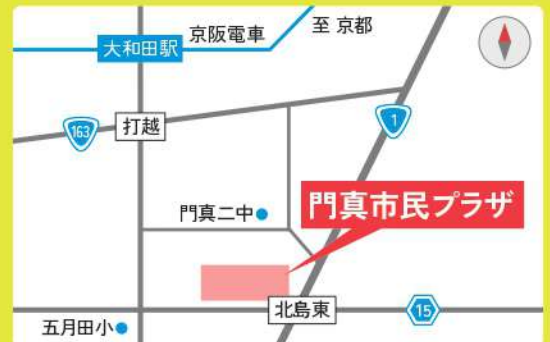 京阪電車
至 京都
大和田駅
163
打越
1
門真二中
門真市民プラザ
北島東
15
五月田小